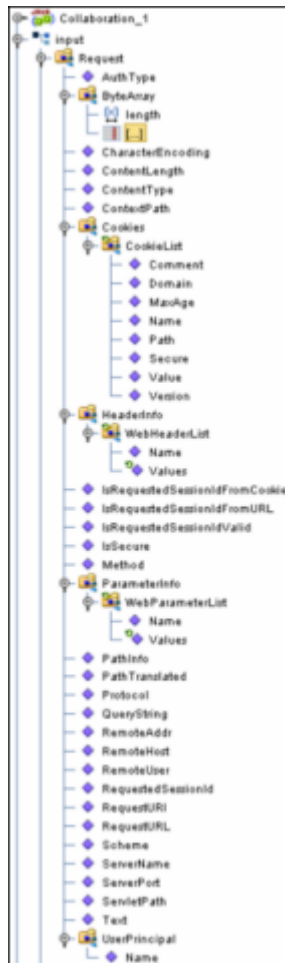 Collaboration_1
input
Request
AuthType
ByteArray
length
[...]
CharacterEncoding
ContentLength
ContentType
ContextPath
Cookies
CookieList
Comment
Domain
MaxAge
Name
Path
Secure
Value
Version
HeaderInfo
WebHeaderList
Name
Values
IsRequestedSessionIdFromCookie
IsRequestedSessionIdFromURL
IsRequestedSessionIdValid
IsSecure
Method
ParameterInfo
WebParameterList
Name
Values
PathInfo
PathTranslated
Protocol
QueryString
RemoteAddr
RemoteHost
RemoteUser
RequestedSessionId
RequestURI
RequestURL
Scheme
ServerName
ServerPort
ServletPath
Text
UserPrincipal
Name